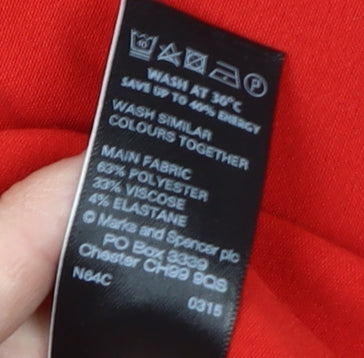 40
P
WASH AT 30°C
SAVE UP TO 40% ENERGY
WASH SIMILAR
COLOURS TOGETHER
MAIN FABRIC
63% POLYESTER
33% VISCOSE
4% ELASTANE
© Marks and Spencer plc
PO Box 3339
Chester CH99 9QS
N64C
0315